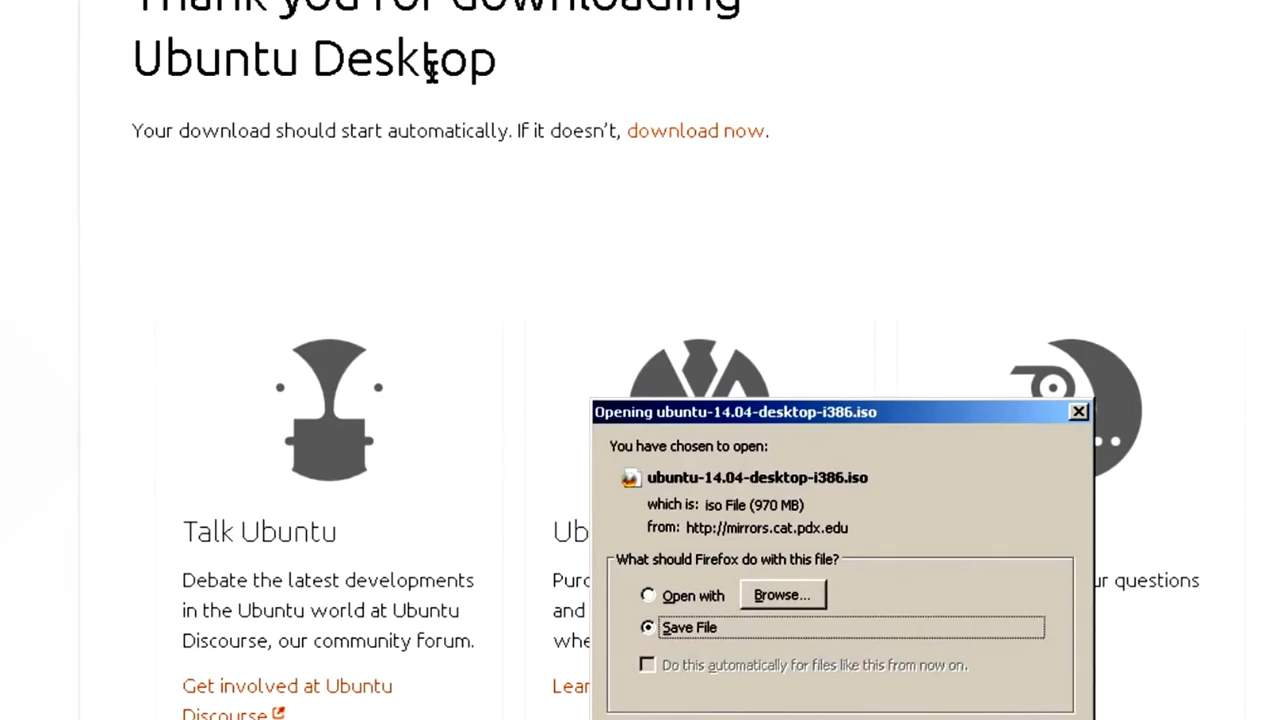 Thank you for downloading
Ubuntu Desktop
Your download should start automatically. If it doesn't, download now.
Opening ubuntu-14.04-desktop-i386.iso
You have chosen to open:
ubuntu-14.04-desktop-i386.iso
which is: iso File (970 MB)
from: http://mirrors.cat.pdx.edu
What should Firefox do with this file?
Open with Browse...
Save File
Do this automatically for files like this from now on.
Talk Ubuntu
Debate the latest developments
in the Ubuntu world at Ubuntu
Discourse, our community forum.
Get involved at Ubuntu
Discourse
Ub
and
questions